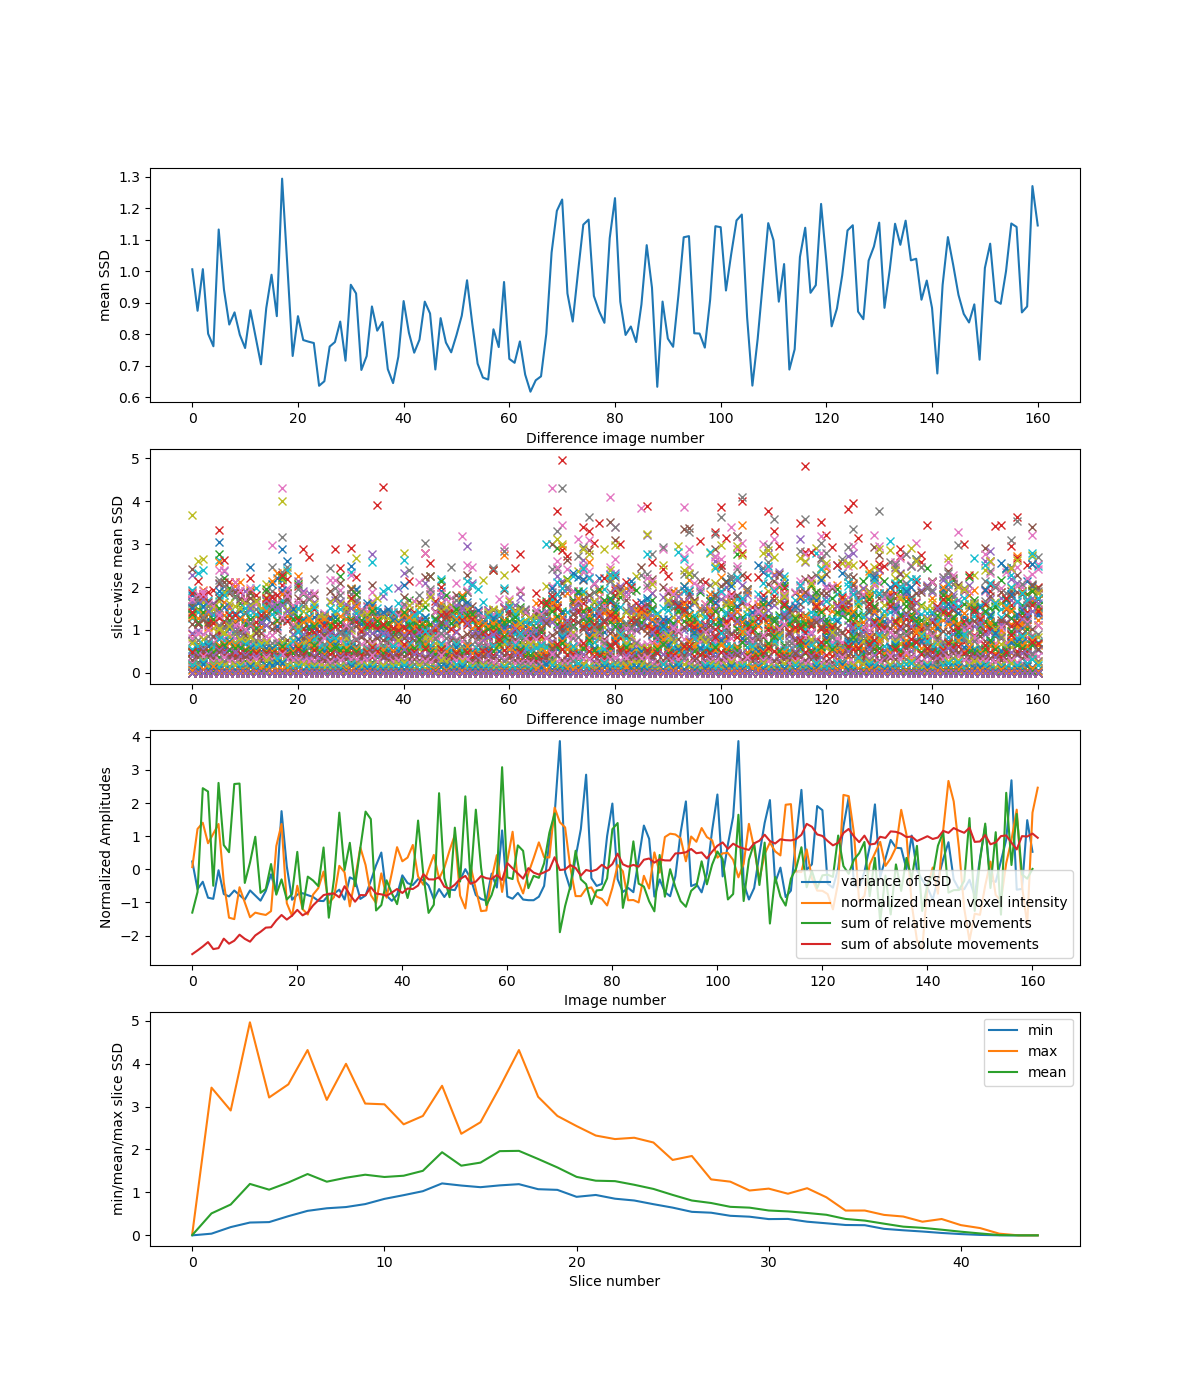 1.3
1.2
1.1
1.0
0.9
0.8
0.7
0.6
mean SSD
0 20 40 60 80 100 120 140 160
Difference image number
5
4
3
2
1
0
slice-wise mean SSD
0 20 40 60 80 100 120 140 160
Difference image number
4
3
2
1
0
−1
−2
Normalized Amplitudes
variance of SSD
normalized mean voxel intensity
sum of relative movements
sum of absolute movements
0 20 40 60 80 100 120 140 160
Image number
5
4
3
2
1
0
min/mean/max slice SSD
min
max
mean
0 10 20 30 40
Slice number